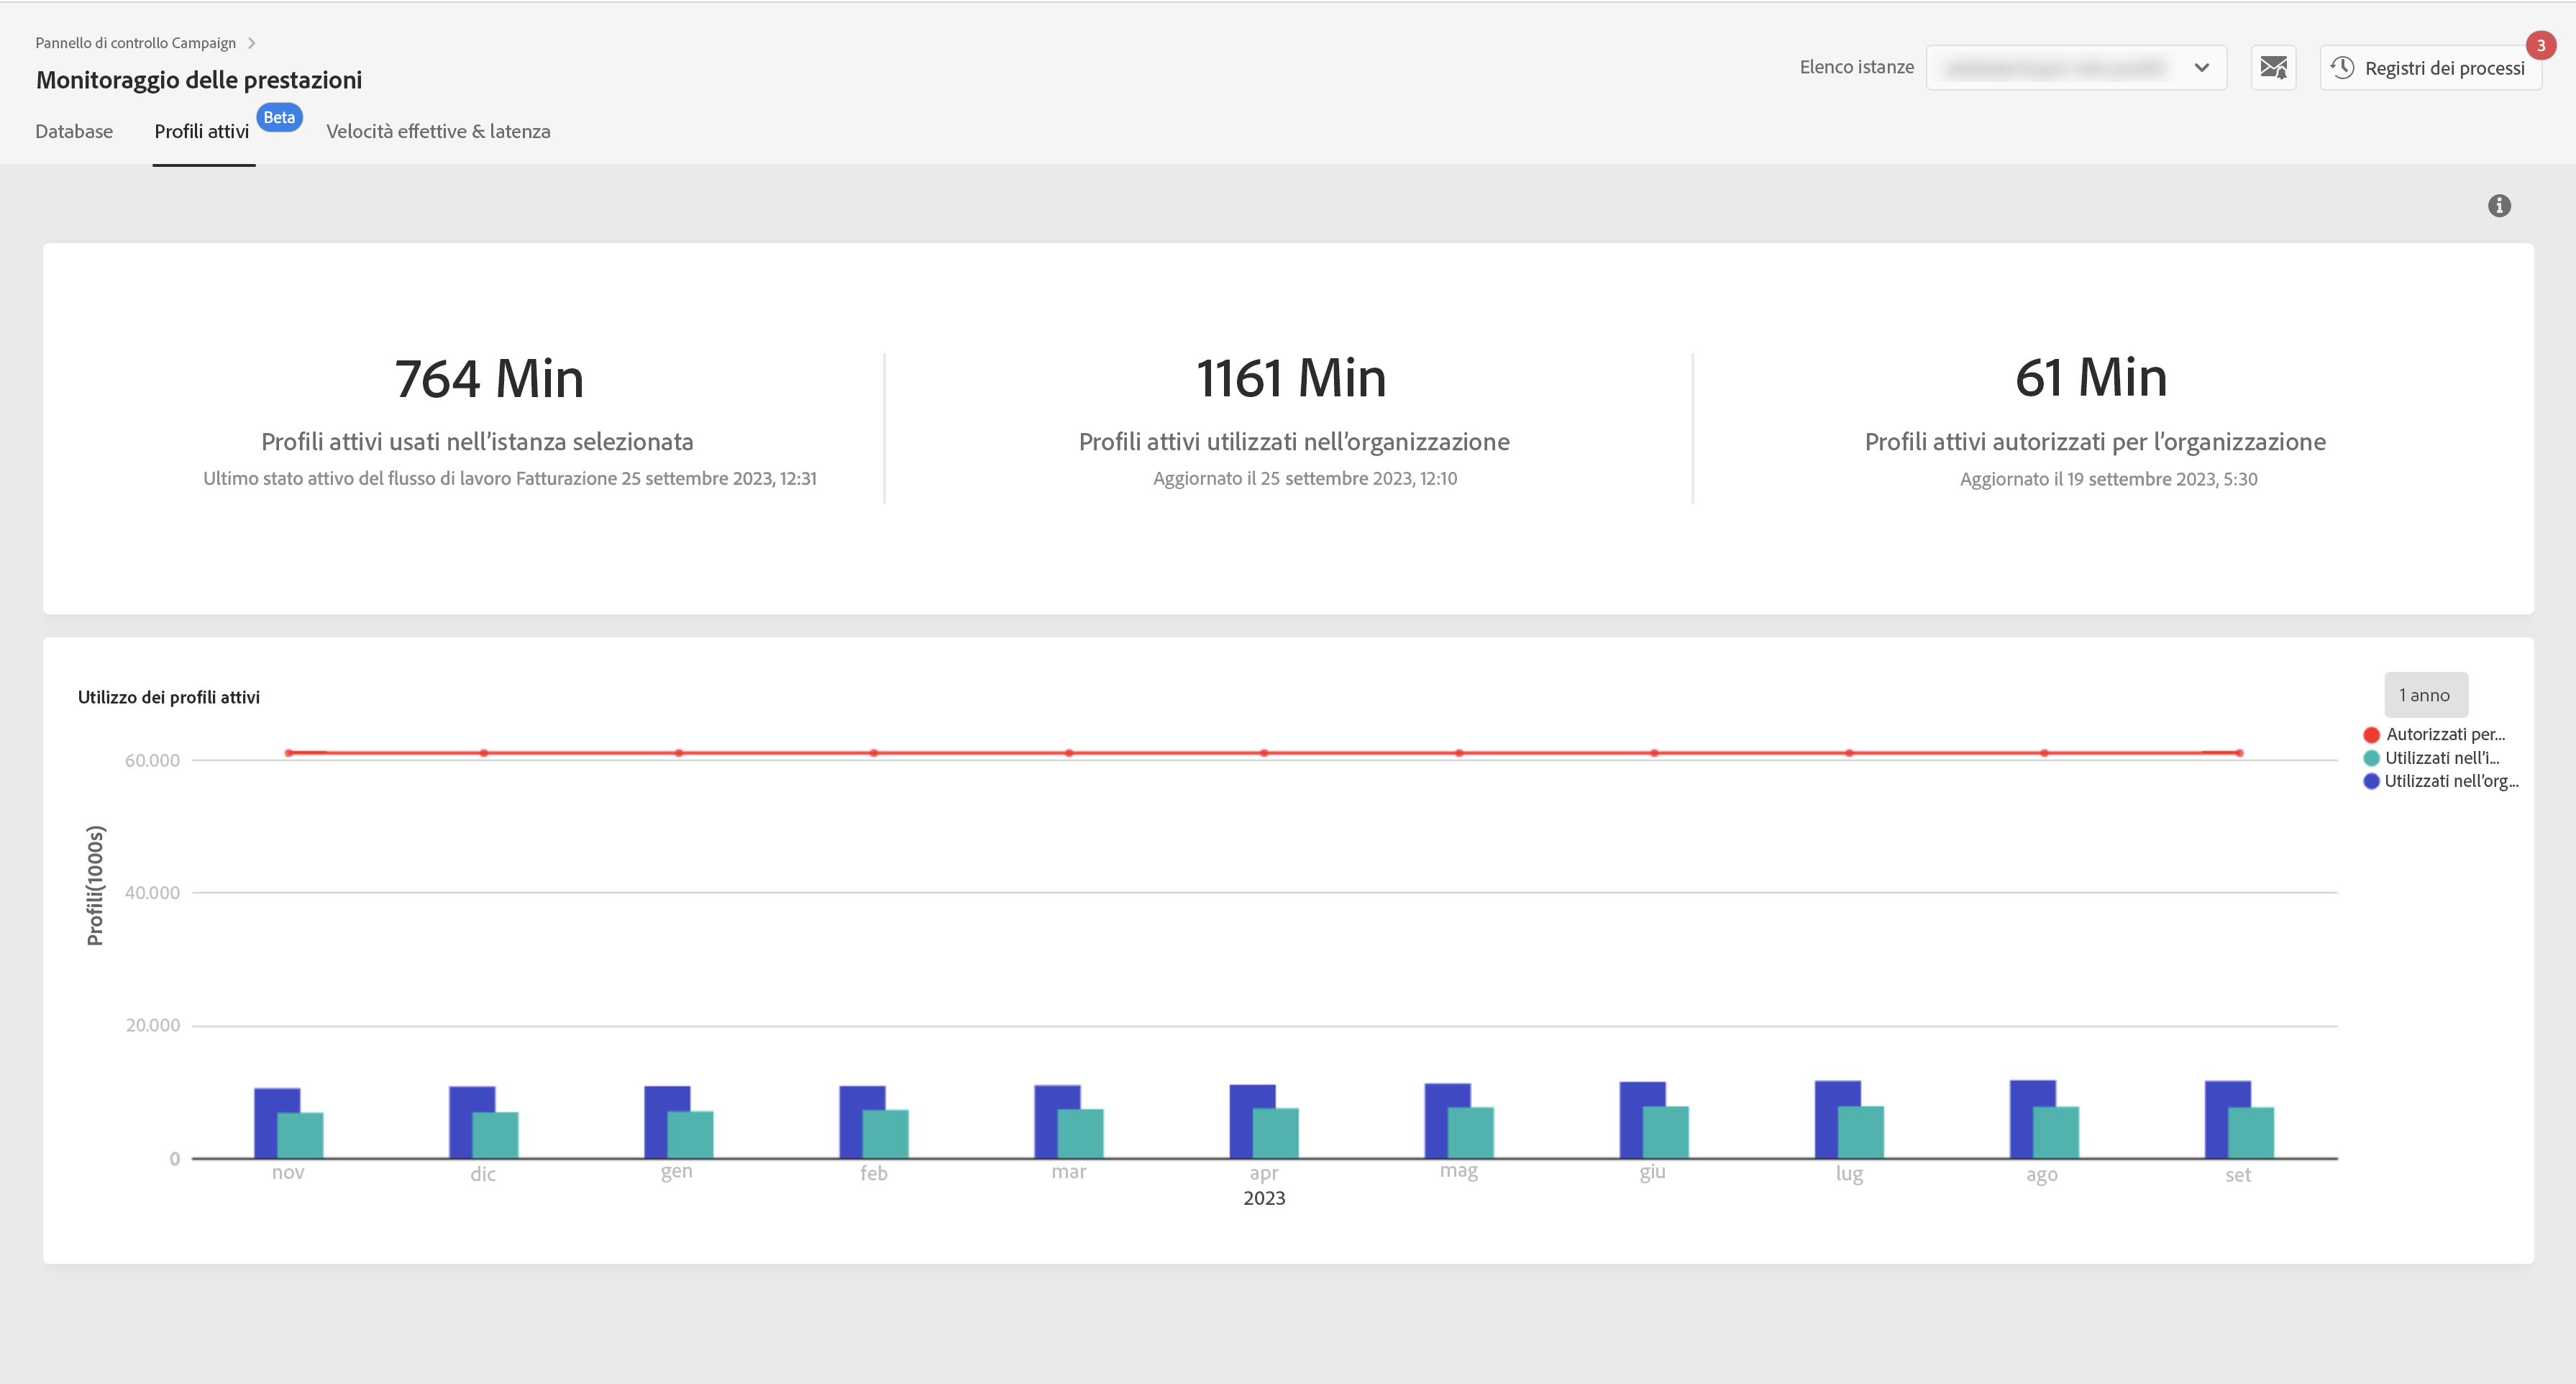 Pannello di controllo Campaign
Monitoraggio delle prestazioni
Elenco istanze
Registri dei processi
3
Database
Profili attivi
Beta
Velocità effettive & latenza
764 Min
Profili attivi usati nell'istanza selezionata
Ultimo stato attivo del flusso di lavoro Fatturazione 25 settembre 2023, 12:31
1161 Min
Profili attivi utilizzati nell'organizzazione
Aggiornato il 25 settembre 2023, 12:10
61 Min
Profili attivi autorizzati per l'organizzazione
Aggiornato il 19 settembre 2023, 5:30
Utilizzo dei profili attivi
1 anno
Autorizzati per...
Utilizzati nell'i...
Utilizzati nell'org...
Profili(1000s)
60.000
40.000
20.000
0
nov
dic
gen
feb
mar
apr
mag
giu
lug
ago
set
2023